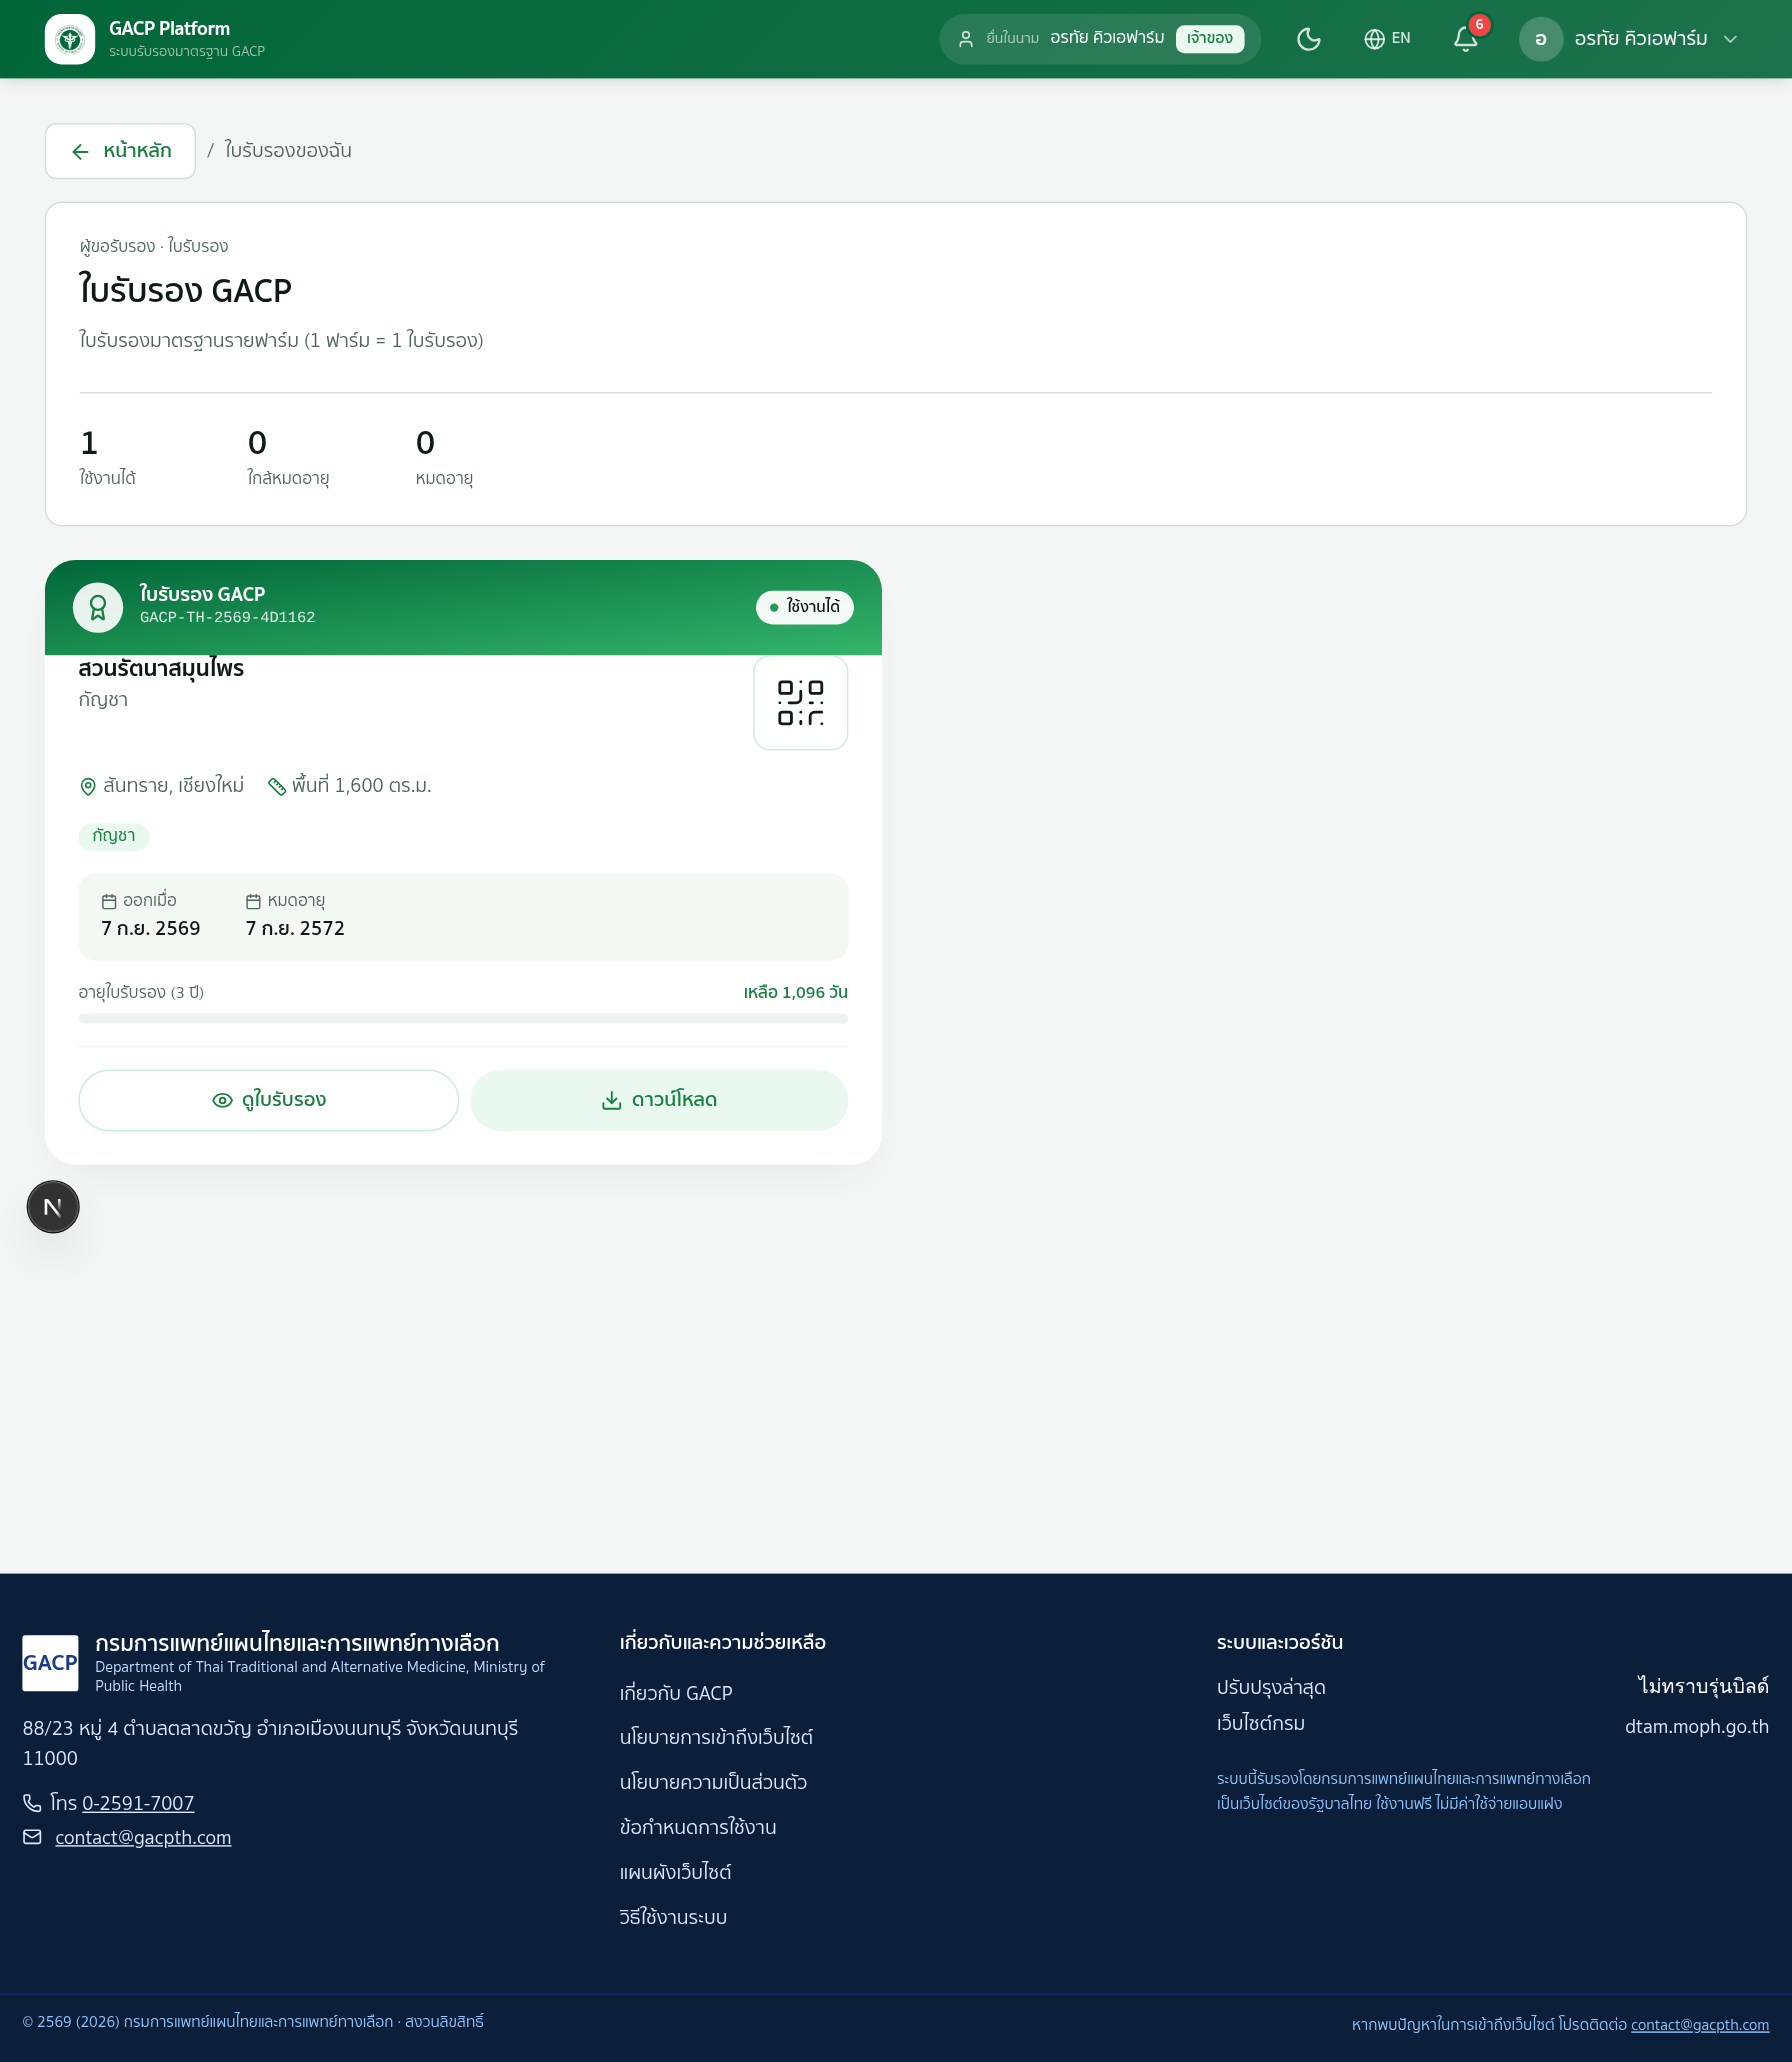 GACP Platform
ระบบรับรองมาตรฐาน GACP
ยื่นในนาม อรทัย คิวเอฟาร์ม เจ้าของ
EN
6
อ อรทัย คิวเอฟาร์ม
หน้าหลัก / ใบรับรองของฉัน
ผู้ขอรับรอง · ใบรับรอง
ใบรับรอง GACP
ใบรับรองมาตรฐานรายฟาร์ม (1 ฟาร์ม = 1 ใบรับรอง)
1 0 0
ใช้งานได้ ใกล้หมดอายุ หมดอายุ
ใบรับรอง GACP
GACP-TH-2569-4D1162
ใช้งานได้
สวนรัตนาสมุนไพร
กัญชา
สันทราย, เชียงใหม่ พื้นที่ 1,600 ตร.ม.
กัญชา
ออกเมื่อ หมดอายุ
7 ก.ย. 2569 7 ก.ย. 2572
อายุใบรับรอง (3 ปี) เหลือ 1,096 วัน
ดูใบรับรอง ดาวน์โหลด
N
GACP
กรมการแพทย์แผนไทยและการแพทย์ทางเลือก
Department of Thai Traditional and Alternative Medicine, Ministry of
Public Health
88/23 หมู่ 4 ตำบลตลาดขวัญ อำเภอเมืองนนทบุรี จังหวัดนนทบุรี
11000
โทร 0-2591-7007
contact@gacpth.com
เกี่ยวกับและความช่วยเหลือ
เกี่ยวกับ GACP
นโยบายการเข้าถึงเว็บไซต์
นโยบายความเป็นส่วนตัว
ข้อกำหนดการใช้งาน
แผนผังเว็บไซต์
วิธีใช้งานระบบ
ระบบและเวอร์ชัน
ปรับปรุงล่าสุด ไม่ทราบรุ่นบิลด์
เว็บไซต์กรม dtam.moph.go.th
ระบบนี้รับรองโดยกรมการแพทย์แผนไทยและการแพทย์ทางเลือก
เป็นเว็บไซต์ของรัฐบาลไทย ใช้งานฟรี ไม่มีค่าใช้จ่ายแอบแฝง
© 2569 (2026) กรมการแพทย์แผนไทยและการแพทย์ทางเลือก · สงวนลิขสิทธิ์
หากพบปัญหาในการเข้าถึงเว็บไซต์ โปรดติดต่อ contact@gacpth.com